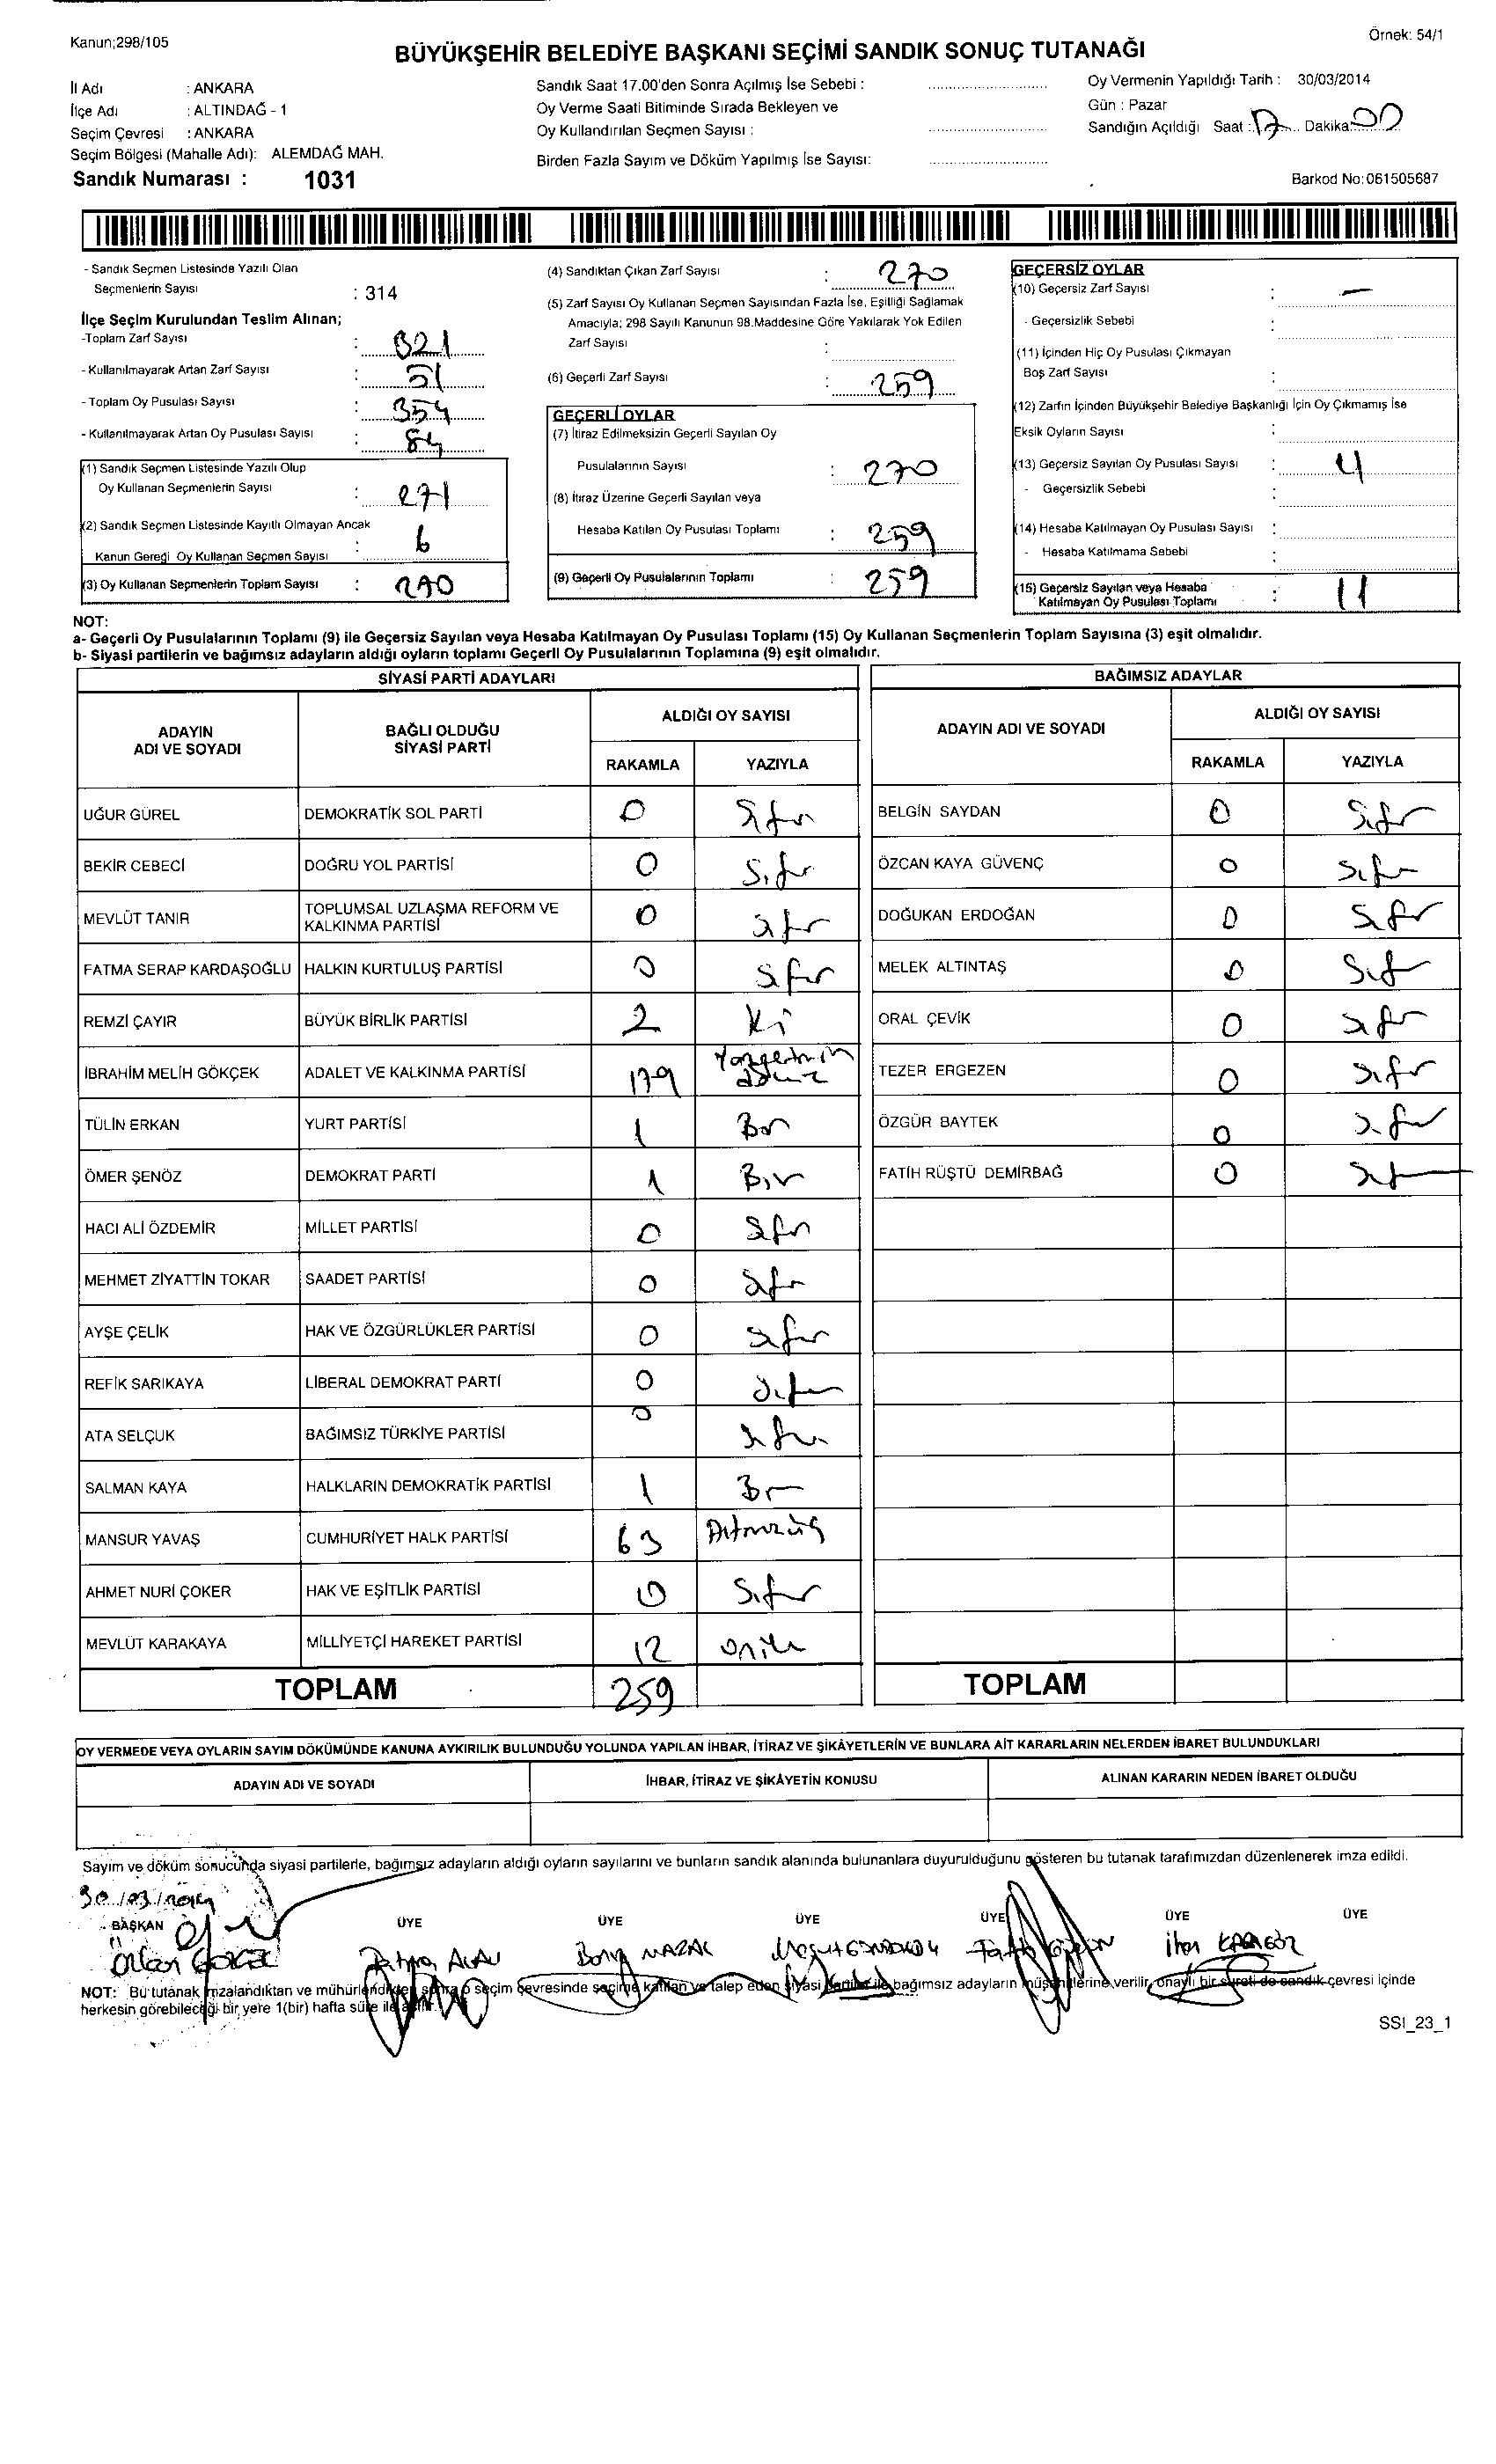 Kanun;298/105
Örnek: 54/1
BÜYÜKŞEHİR BELEDİYE BAŞKANI SEÇİMİ SANDIK SONUÇ TUTANAĞI
İl Adı : ANKARA
İlçe Adı : ALTINDAĞ - 1
Seçim Çevresi : ANKARA
Seçim Bölgesi (Mahalle Adı): ALEMDAĞ MAH.
Sandık Numarası : 1031
Sandık Saat 17.00'den Sonra Açılmış İse Sebebi :
Oy Verme Saati Bitiminde Sırada Bekleyen ve
Oy Kullandırılan Seçmen Sayısı :
Birden Fazla Sayım ve Döküm Yapılmış İse Sayısı:
Oy Vermenin Yapıldığı Tarih : 30/03/2014
Gün : Pazar
Sandığın Açıldığı Saat : 17 Dakika 00
Barkod No:061505687
- Sandık Seçmen Listesinde Yazılı Olan
Seçmenlerin Sayısı : 314
İlçe Seçim Kurulundan Teslim Alınan;
-Toplam Zarf Sayısı : 321
- Kullanılmayarak Artan Zarf Sayısı : 51
- Toplam Oy Pusulası Sayısı : 354
- Kullanılmayarak Artan Oy Pusulası Sayısı : 84
(1) Sandık Seçmen Listesinde Yazılı Olup
Oy Kullanan Seçmenlerin Sayısı : 271
(2) Sandık Seçmen Listesinde Kayıtlı Olmayan Ancak
Kanun Gereği Oy Kullanan Seçmen Sayısı : 6
(3) Oy Kullanan Seçmenlerin Toplam Sayısı : 270
(4) Sandıktan Çıkan Zarf Sayısı : 270
(5) Zarf Sayısı Oy Kullanan Seçmen Sayısından Fazla İse, Eşitliği Sağlamak
Amacıyla; 298 Sayılı Kanunun 98.Maddesine Göre Yakılarak Yok Edilen
Zarf Sayısı :
(6) Geçerli Zarf Sayısı : 259
GEÇERLİ OYLAR
(7) İtiraz Edilmeksizin Geçerli Sayılan Oy
Pusulalarının Sayısı : 270
(8) İtiraz Üzerine Geçerli Sayılan veya
Hesaba Katılan Oy Pusulası Toplamı : 259
(9) Geçerli Oy Pusulalarının Toplamı : 259
GEÇERSİZ OYLAR
(10) Geçersiz Zarf Sayısı : -
- Geçersizlik Sebebi :
(11) İçinden Hiç Oy Pusulası Çıkmayan
Boş Zarf Sayısı :
(12) Zarfın İçinden Büyükşehir Belediye Başkanlığı İçin Oy Çıkmamış İse
Eksik Oyların Sayısı :
(13) Geçersiz Sayılan Oy Pusulası Sayısı : 4
- Geçersizlik Sebebi :
(14) Hesaba Katılmayan Oy Pusulası Sayısı :
- Hesaba Katılmama Sebebi :
(15) Geçersiz Sayılan veya Hesaba
Katılmayan Oy Pusulası Toplamı : 11
NOT:
a- Geçerli Oy Pusulalarının Toplamı (9) ile Geçersiz Sayılan veya Hesaba Katılmayan Oy Pusulası Toplamı (15) Oy Kullanan Seçmenlerin Toplam Sayısına (3) eşit olmalıdır.
b- Siyasi partilerin ve bağımsız adayların aldığı oyların toplamı Geçerli Oy Pusulalarının Toplamına (9) eşit olmalıdır.
SİYASİ PARTİ ADAYLARI
ADAYIN ADI VE SOYADI BAĞLI OLDUĞU SİYASİ PARTİ ALDIĞI OY SAYISI
RAKAMLA YAZIYLA
UĞUR GÜREL DEMOKRATİK SOL PARTİ 0 Sıfır
BEKİR CEBECİ DOĞRU YOL PARTİSİ 0 Sıfır
MEVLÜT TANIR TOPLUMSAL UZLAŞMA REFORM VE KALKINMA PARTİSİ 0 Sıfır
FATMA SERAP KARDAŞOĞLU HALKIN KURTULUŞ PARTİSİ 0 Sıfır
REMZİ ÇAYIR BÜYÜK BİRLİK PARTİSİ 2 İki
İBRAHİM MELİH GÖKÇEK ADALET VE KALKINMA PARTİSİ 179
TÜLİN ERKAN YURT PARTİSİ 1 Bir
ÖMER ŞENÖZ DEMOKRAT PARTİ 1 Bir
HACI ALİ ÖZDEMİR MİLLET PARTİSİ 0 Sıfır
MEHMET ZİYATTİN TOKAR SAADET PARTİSİ 0 Sıfır
AYŞE ÇELİK HAK VE ÖZGÜRLÜKLER PARTİSİ 0 Sıfır
REFİK SARIKAYA LİBERAL DEMOKRAT PARTİ 0 Sıfır
ATA SELÇUK BAĞIMSIZ TÜRKİYE PARTİSİ 0 Sıfır
SALMAN KAYA HALKLARIN DEMOKRATİK PARTİSİ 1 Bir
MANSUR YAVAŞ CUMHURİYET HALK PARTİSİ 63 Altmışüç
AHMET NURİ ÇOKER HAK VE EŞİTLİK PARTİSİ 0 Sıfır
MEVLÜT KARAKAYA MİLLİYETÇİ HAREKET PARTİSİ 12 oniki
TOPLAM 259
BAĞIMSIZ ADAYLAR
ADAYIN ADI VE SOYADI ALDIĞI OY SAYISI
RAKAMLA YAZIYLA
BELGİN SAYDAN 0 Sıfır
ÖZCAN KAYA GÜVENÇ 0 Sıfır
DOĞUKAN ERDOĞAN 0 Sıfır
MELEK ALTINTAŞ 0 Sıfır
ORAL ÇEVİK 0 Sıfır
TEZER ERGEZEN 0 Sıfır
ÖZGÜR BAYTEK 0 Sıfır
FATİH RÜŞTÜ DEMİRBAĞ 0 Sıfır
TOPLAM
OY VERMEDE VEYA OYLARIN SAYIM DÖKÜMÜNDE KANUNA AYKIRILIK BULUNDUĞU YOLUNDA YAPILAN İHBAR, İTİRAZ VE ŞİKÂYETLERİN VE BUNLARA AİT KARARLARIN NELERDEN İBARET BULUNDUKLARI
ADAYIN ADI VE SOYADI İHBAR, İTİRAZ VE ŞİKÂYETİN KONUSU ALINAN KARARIN NEDEN İBARET OLDUĞU
Sayım ve döküm sonucunda siyasi partilerle, bağımsız adayların aldığı oyların sayılarını ve bunların sandık alanında bulunanlara duyurulduğunu gösteren bu tutanak tarafımızdan düzenlenerek imza edildi.
30/03/2014
BAŞKAN ÜYE ÜYE ÜYE ÜYE ÜYE ÜYE
NOT: Bu tutanak imzalandıktan ve mühürlendikten sonra o seçim çevresinde seçime katılan ve talep eden siyasi partiler ile bağımsız adayların müşahitlerine verilir, onaylı bir sureti de sandık çevresi içinde
herkesin görebileceği bir yere 1(bir) hafta süre ile asılır.
SSI_23_1